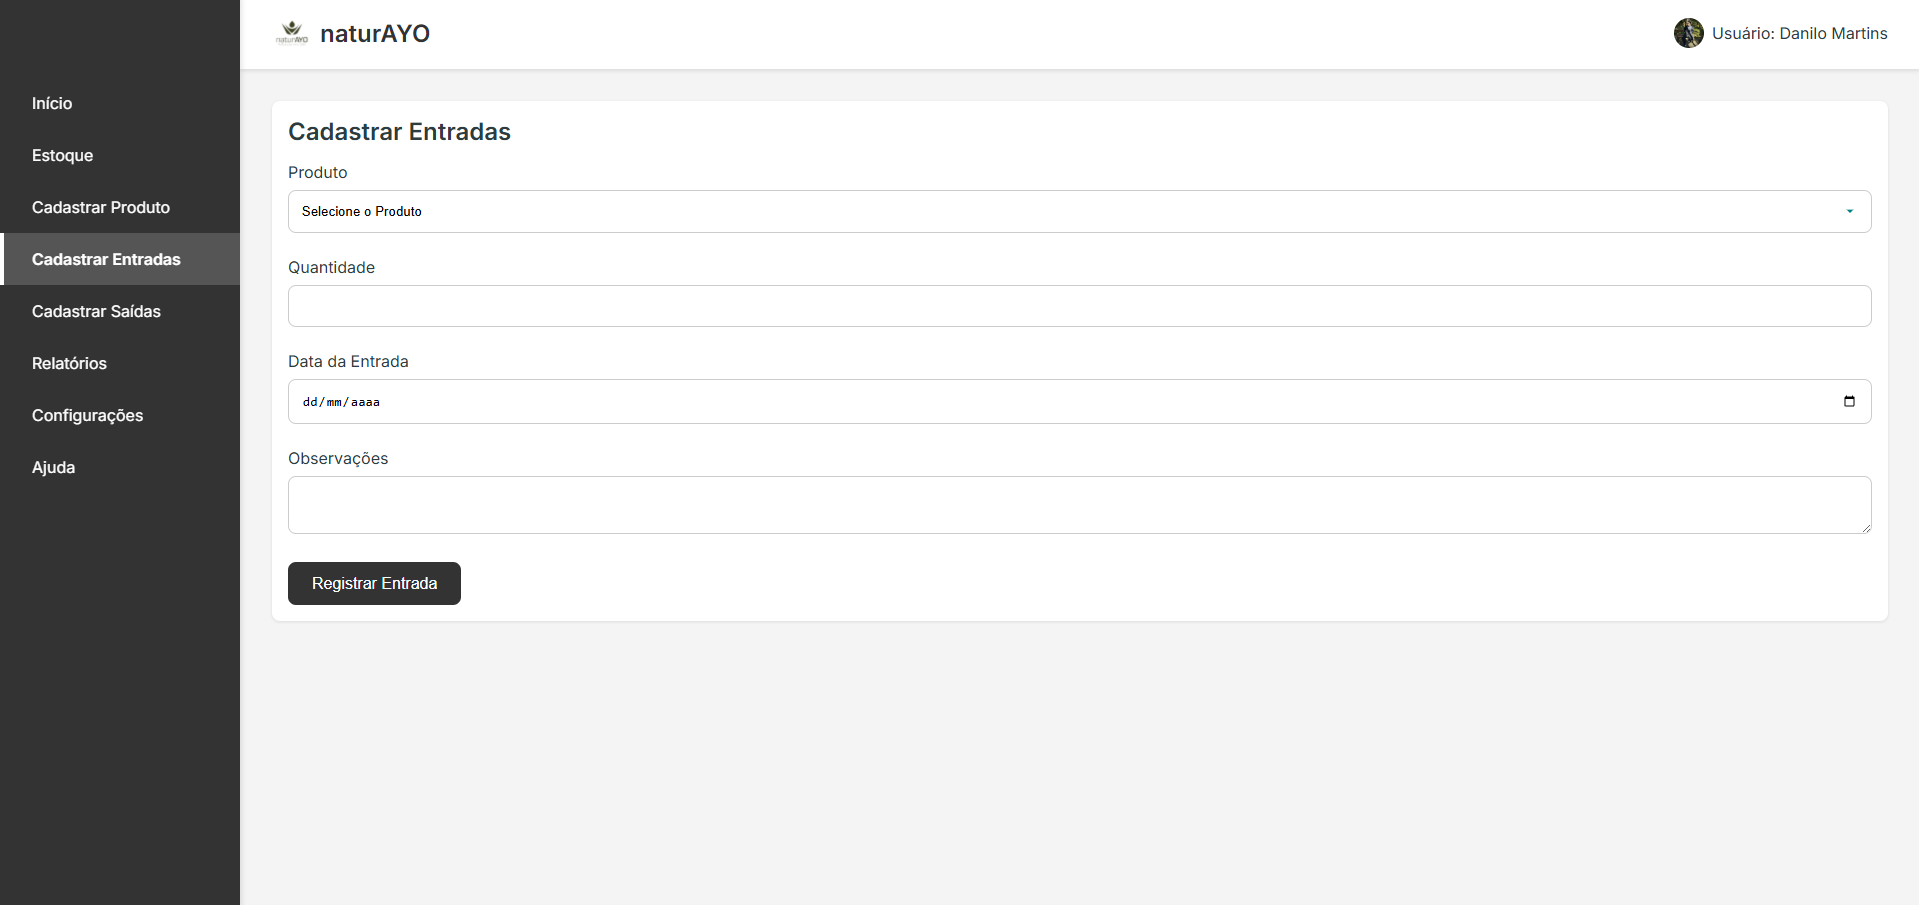 naturAYO
naturAYO
Usuário: Danilo Martins
Início
Estoque
Cadastrar Produto
Cadastrar Entradas
Cadastrar Saídas
Relatórios
Configurações
Ajuda
Cadastrar Entradas
Produto
Selecione o Produto
Quantidade
Data da Entrada
dd/mm/aaaa
Observações
Registrar Entrada